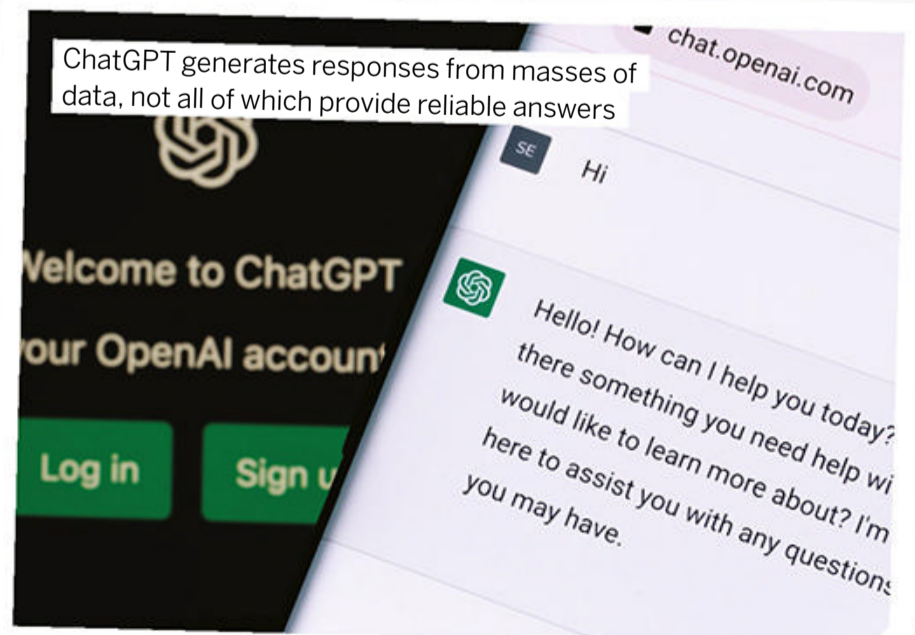 ChatGPT generates responses from masses of
data, not all of which provide reliable answers
Welcome to ChatGPT
your OpenAI account
Log in
Sign u
chat.openai.com
SE
Hi
Hello! How can I help you today?
there something you need help wi
would like to learn more about? I'm
here to assist you with any questions
you may have.